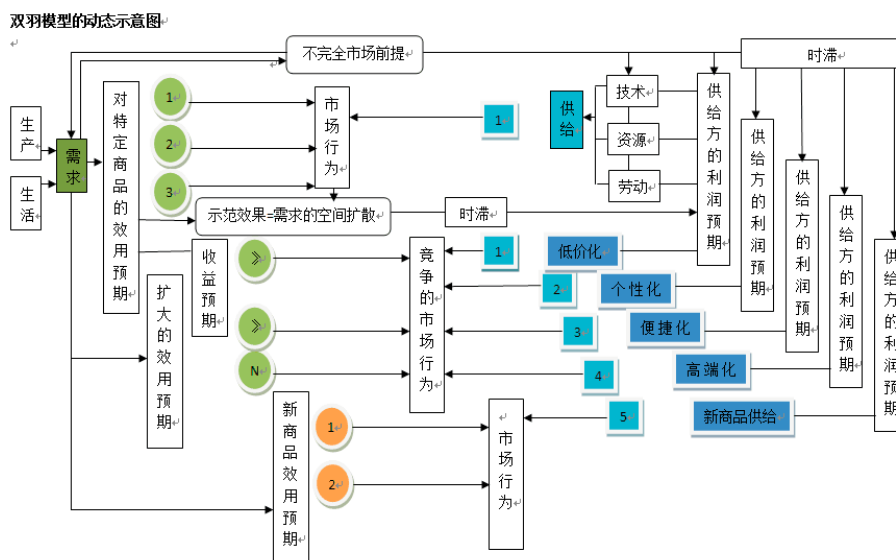 双羽模型的动态示意图
不完全市场前提
时滞
生产
生活
需求
对特定商品的效用预期
1
2
3
市场行为
1
供给
技术
资源
劳动
供给方的利润预期
供给方的利润预期
供给方的利润预期
供给方的利润预期
供给方的利润预期
示范效果=需求的空间扩散
时滞
收益预期
扩大的效用预期
》
》
N
竞争的市场行为
1
低价化
2
个性化
3
便捷化
4
高端化
5
新商品供给
新商品效用预期
1
2
市场行为